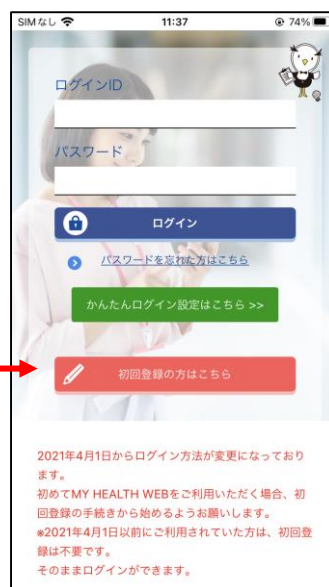 SIMなし 11:37 74%
ログインID
パスワード
ログイン
パスワードを忘れた方はこちら
かんたんログイン設定はこちら >>
初回登録の方はこちら
2021年4月1日からログイン方法が変更になっており
ます。
初めてMY HEALTH WEBをご利用いただく場合、初
回登録の手続きから始めるようお願いします。
※2021年4月1日以前にご利用されていた方は、初回登
録は不要です。
そのままログインができます。